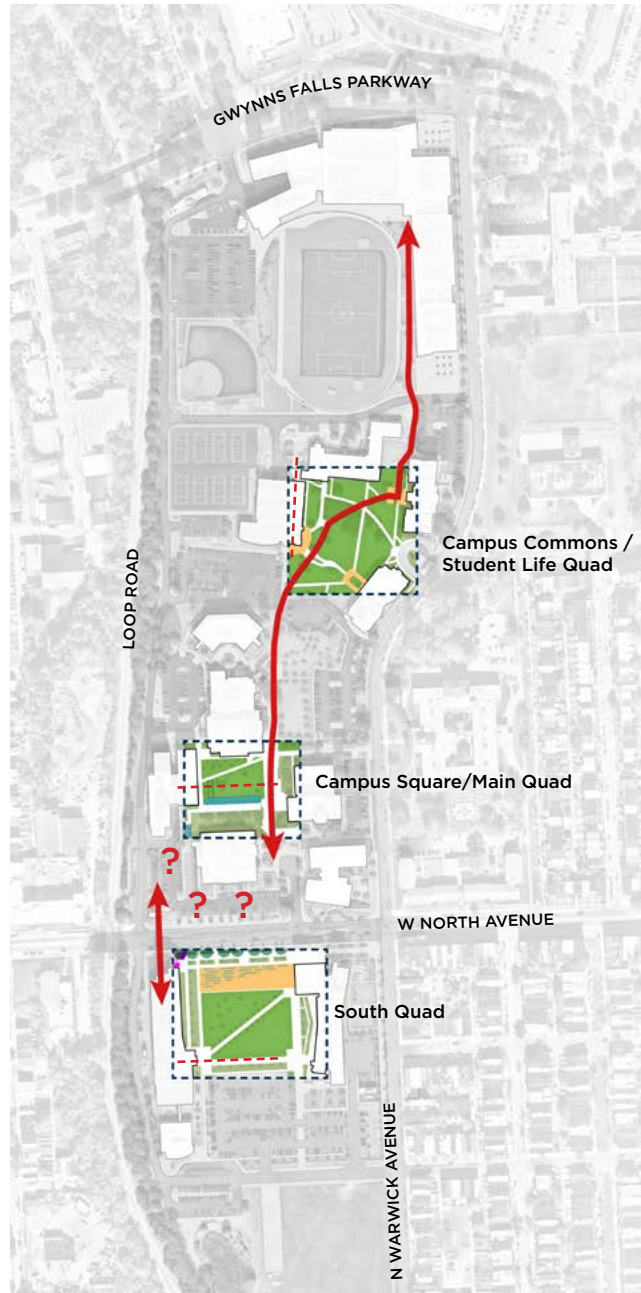 GWYNNS FALLS PARKWAY
LOOP ROAD
Campus Commons /
Student Life Quad
Campus Square/Main Quad
?
? ?
W NORTH AVENUE
South Quad
N WARWICK AVENUE